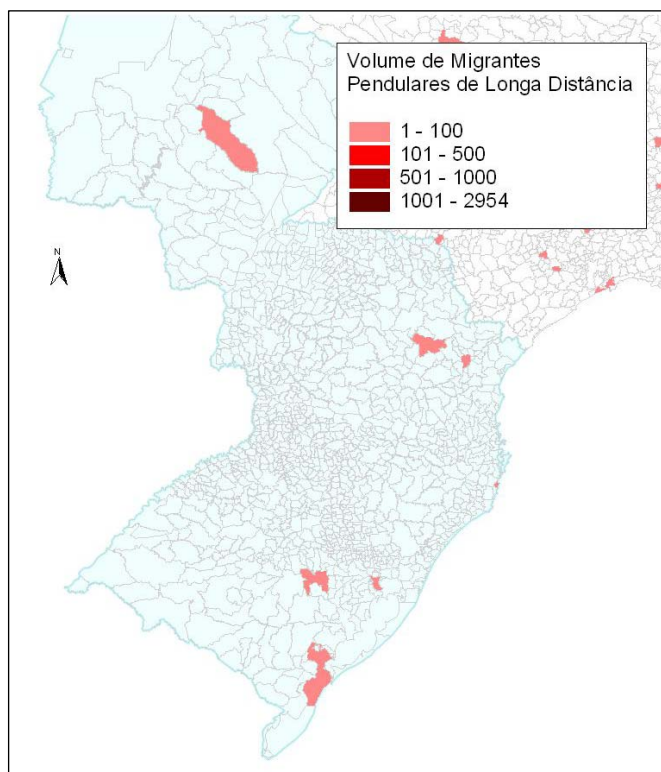 Volume de Migrantes
Pendulares de Longa Distância
1 - 100
101 - 500
501 - 1000
1001 - 2954
N